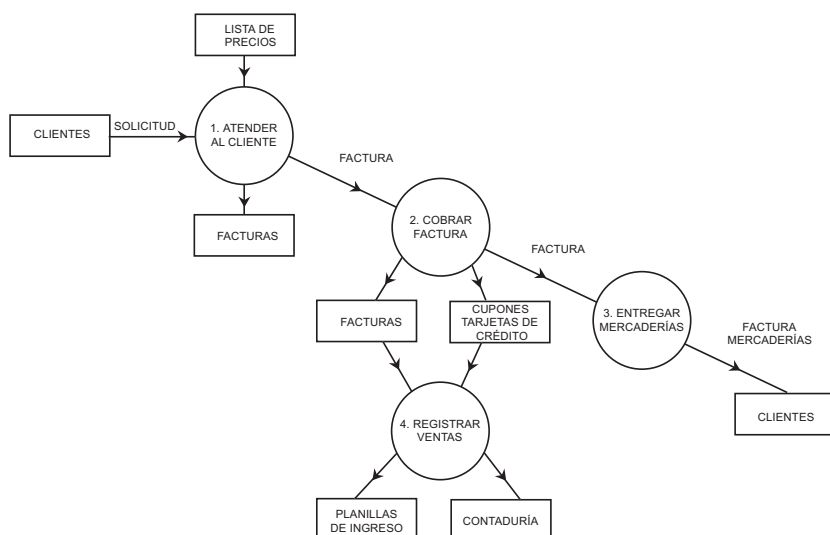 LISTA DE
PRECIOS
CLIENTES
SOLICITUD
1. ATENDER
AL CLIENTE
FACTURA
FACTURAS
2. COBRAR
FACTURA
FACTURA
FACTURAS
CUPONES
TARJETAS DE
CRÉDITO
3. ENTREGAR
MERCADERÍAS
FACTURA
MERCADERÍAS
CLIENTES
4. REGISTRAR
VENTAS
PLANILLAS
DE INGRESO
CONTADURÍA